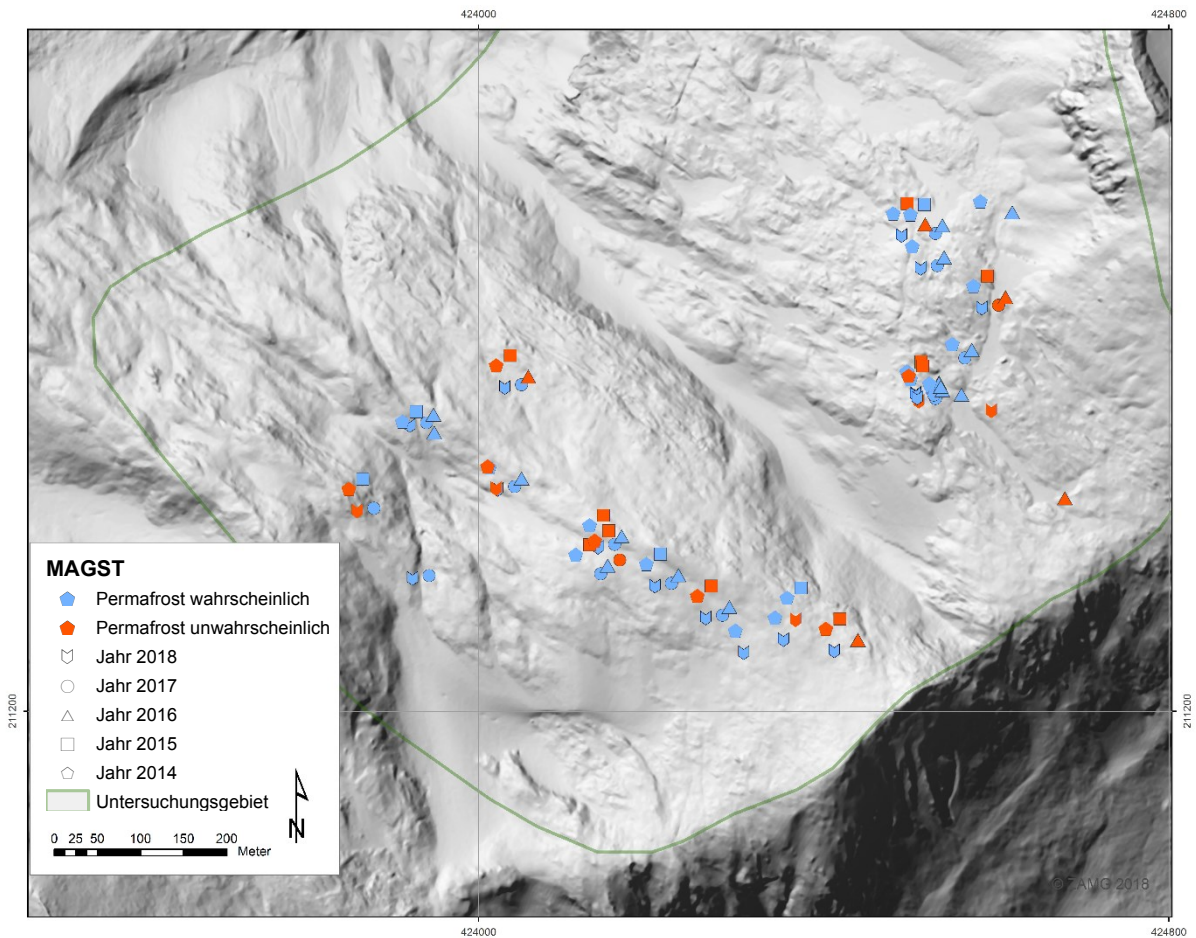 424000 424800
MAGST
Permafrost wahrscheinlich
Permafrost unwahrscheinlich
Jahr 2018
Jahr 2017
Jahr 2016
Jahr 2015
Jahr 2014
Untersuchungsgebiet
N
0 25 50 100 150 200
Meter
211200
211200
© ZAMG 2018
424000 424800